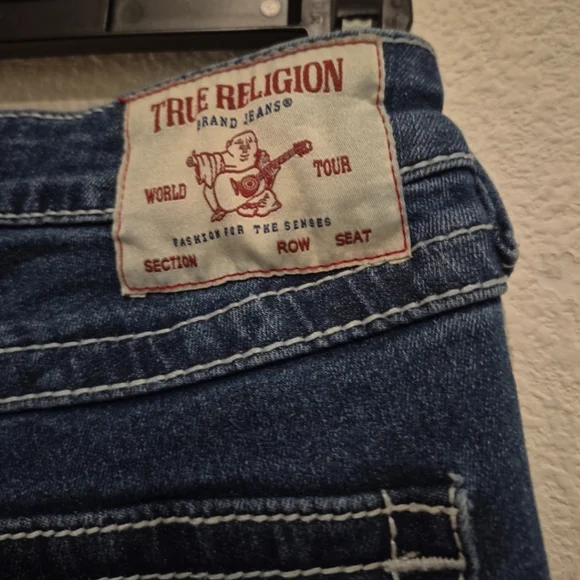 TRUE RELIGION
BRAND JEANS®
WORLD TOUR
FASHION FOR THE SENSES
SECTION ROW SEAT